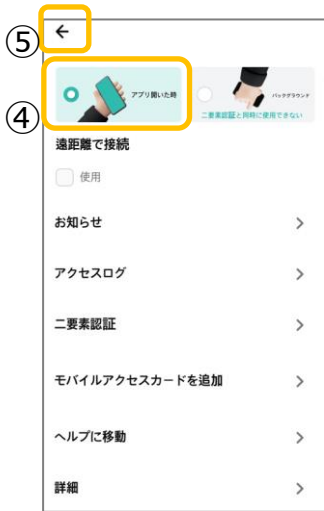 ⑤
←
④
アプリ開いた時
バックグラウンド
二要素認証と同時に使用できない
遠距離で接続
使用
お知らせ
アクセスログ
二要素認証
モバイルアクセスカードを追加
ヘルプに移動
詳細